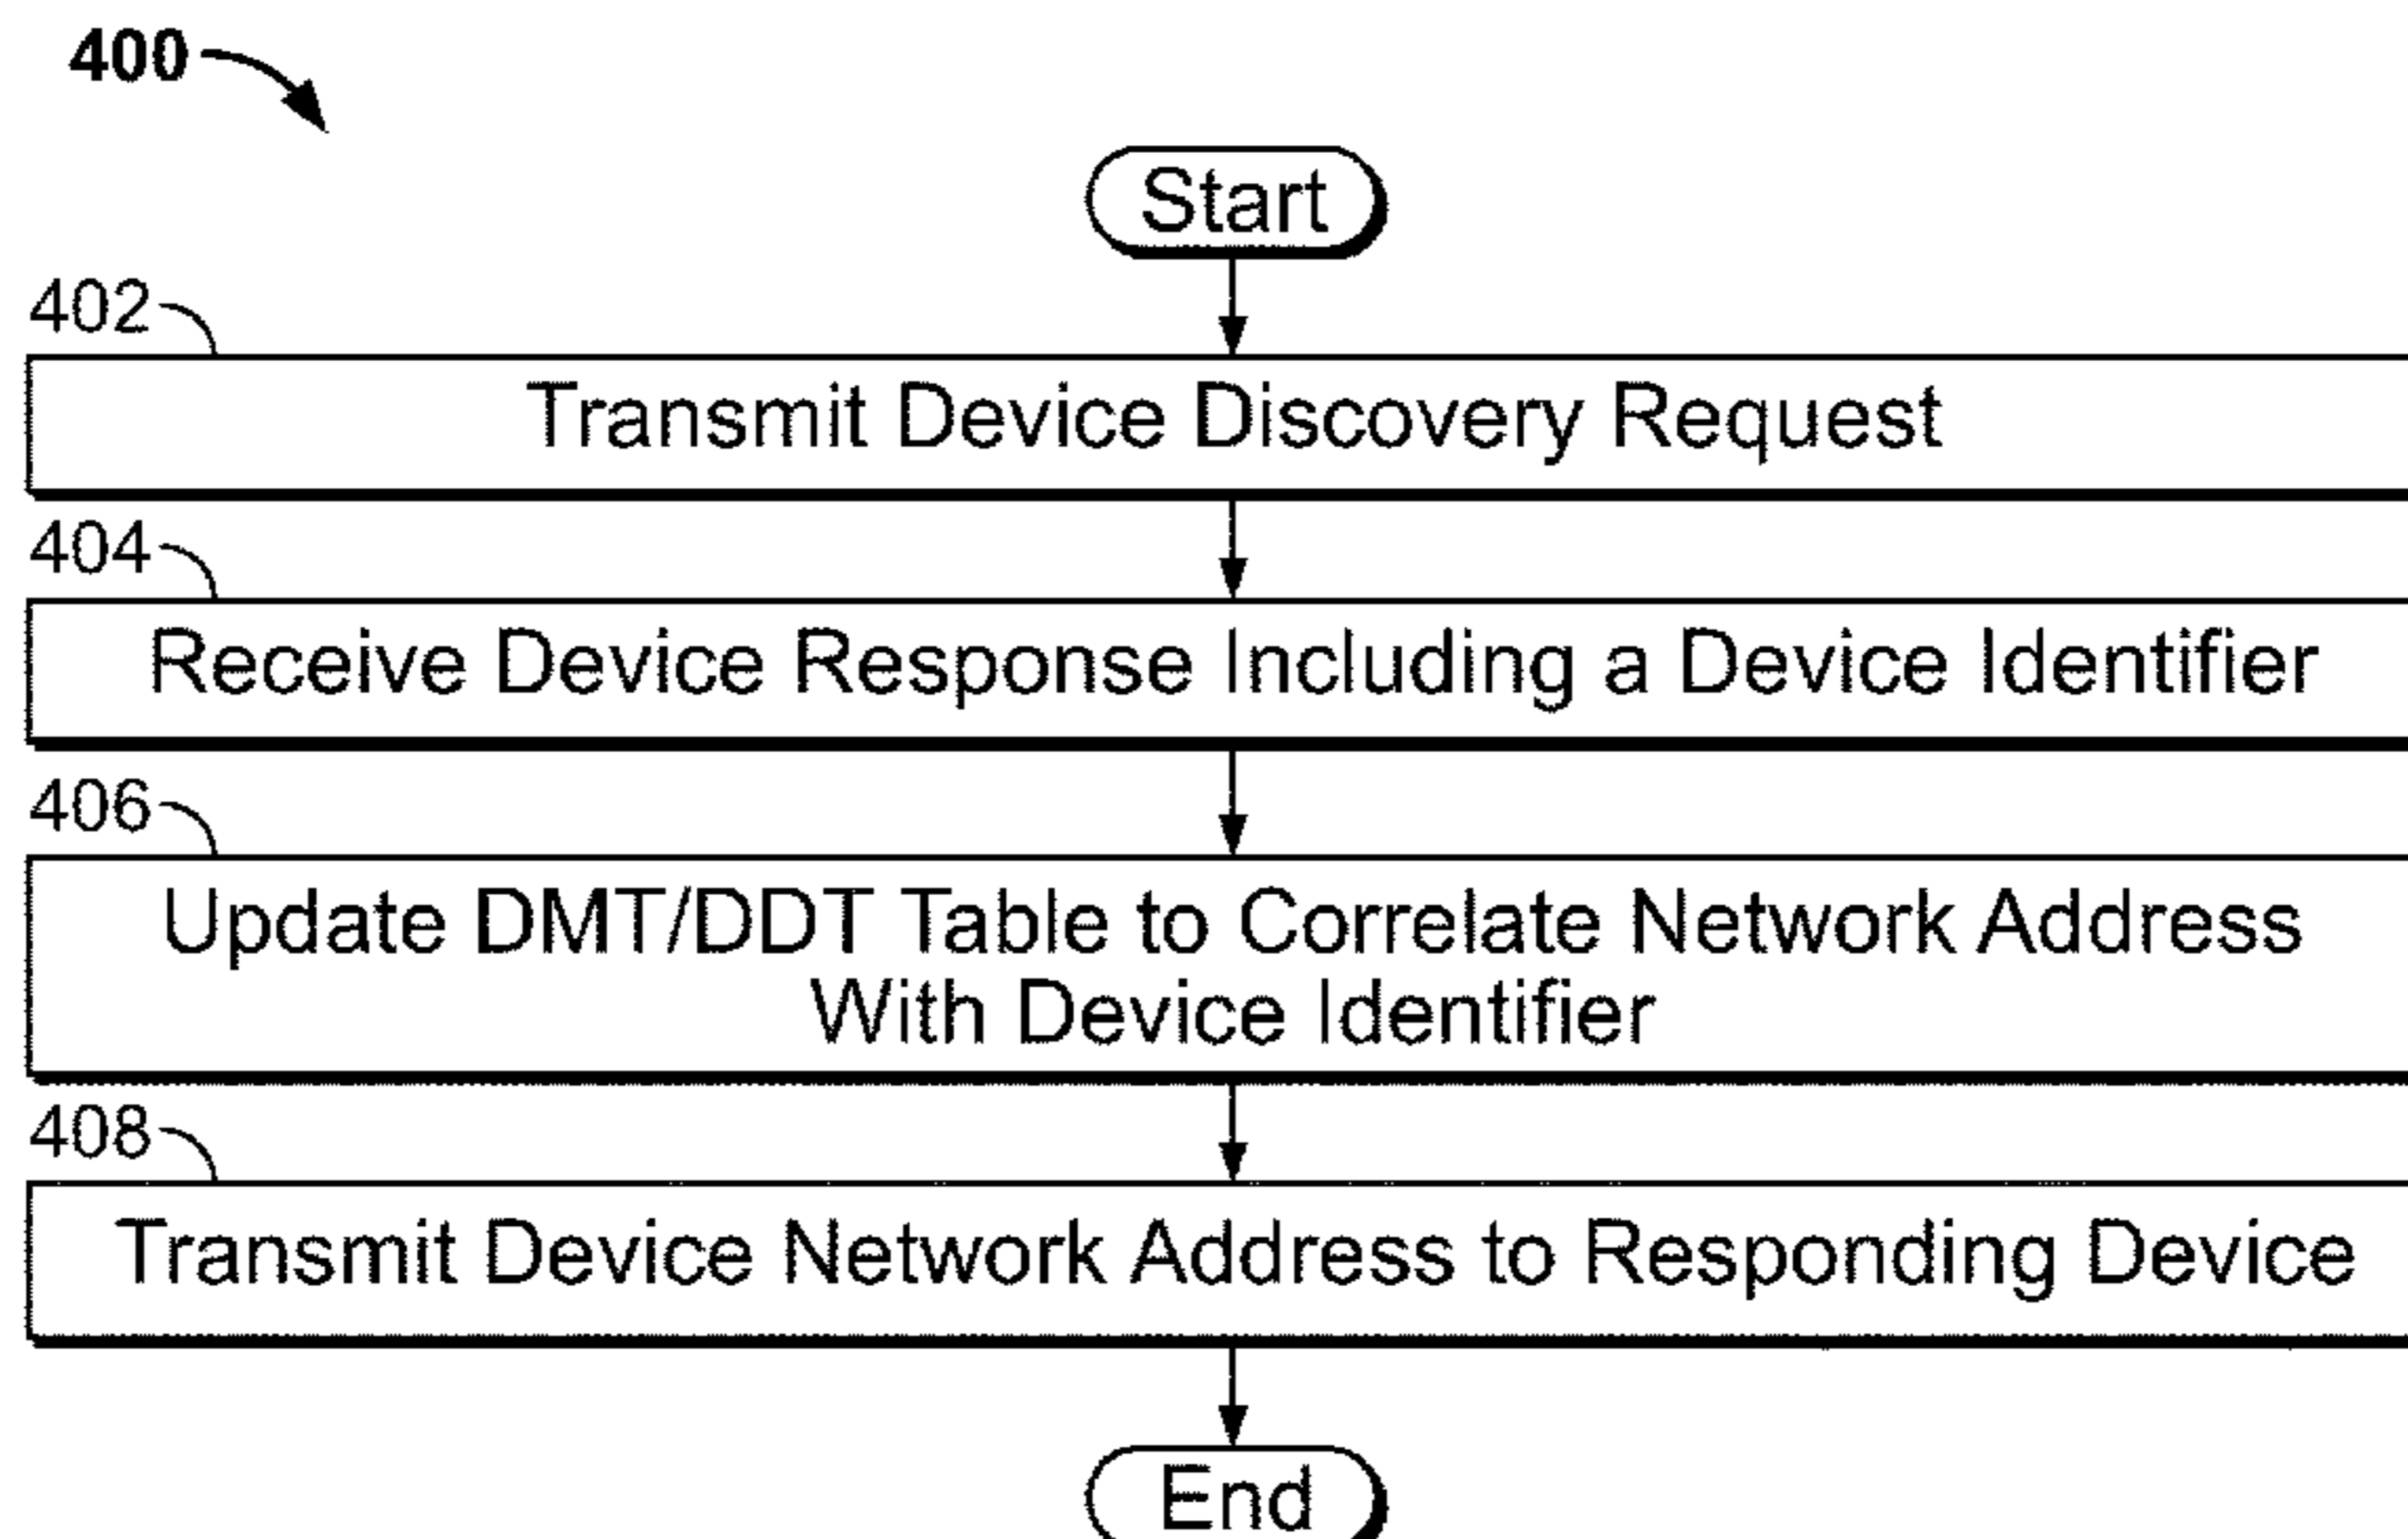 400
Start
402
Transmit Device Discovery Request
404
Receive Device Response Including a Device Identifier
406
Update DMT/DDT Table to Correlate Network Address
With Device Identifier
408
Transmit Device Network Address to Responding Device
End